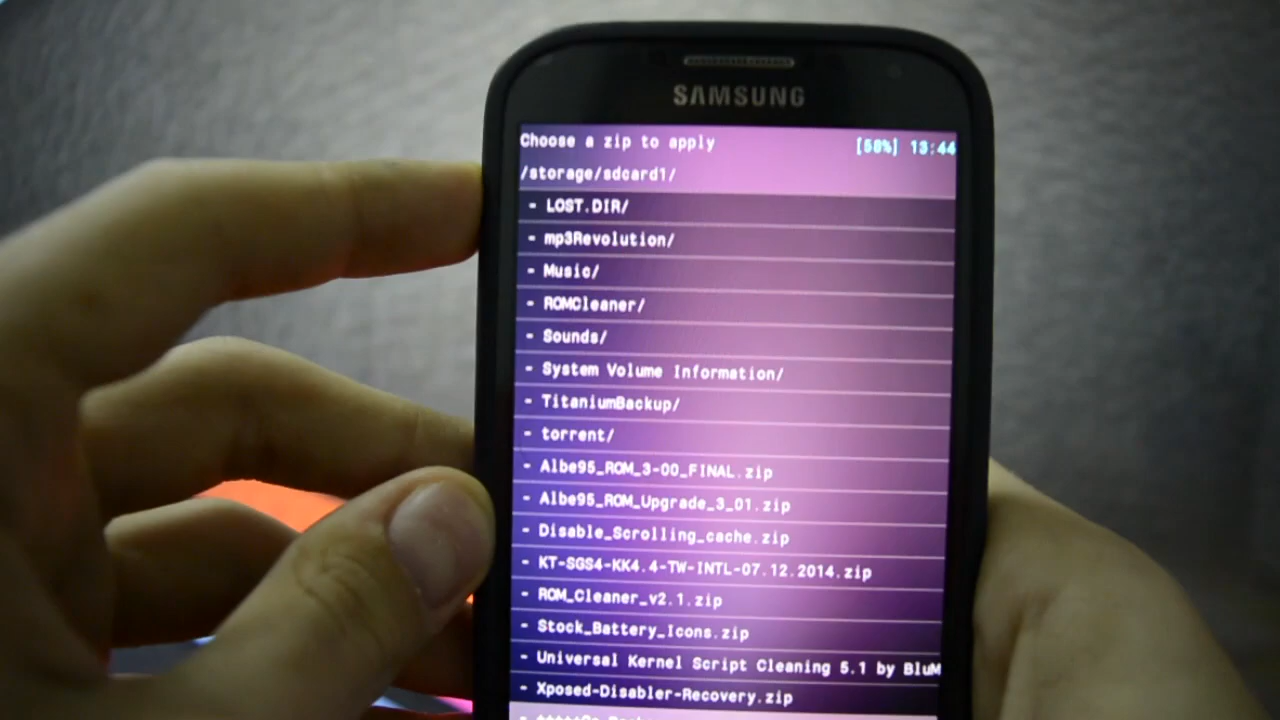 SAMSUNG
Choose a zip to apply [58%] 13:44
/storage/sdcard1/
- LOST.DIR/
- mp3Revolution/
- Music/
- ROMCleaner/
- Sounds/
- System Volume Information/
- TitaniumBackup/
- torrent/
- Albe95_ROM_3-00_FINAL.zip
- Albe95_ROM_Upgrade_3_01.zip
- Disable_Scrolling_cache.zip
- KT-SGS4-KK4.4-TW-INTL-07.12.2014.zip
- ROM_Cleaner_v2.1.zip
- Stock_Battery_Icons.zip
- Universal Kernel Script Cleaning 5.1 by BluM
- Xposed-Disabler-Recovery.zip